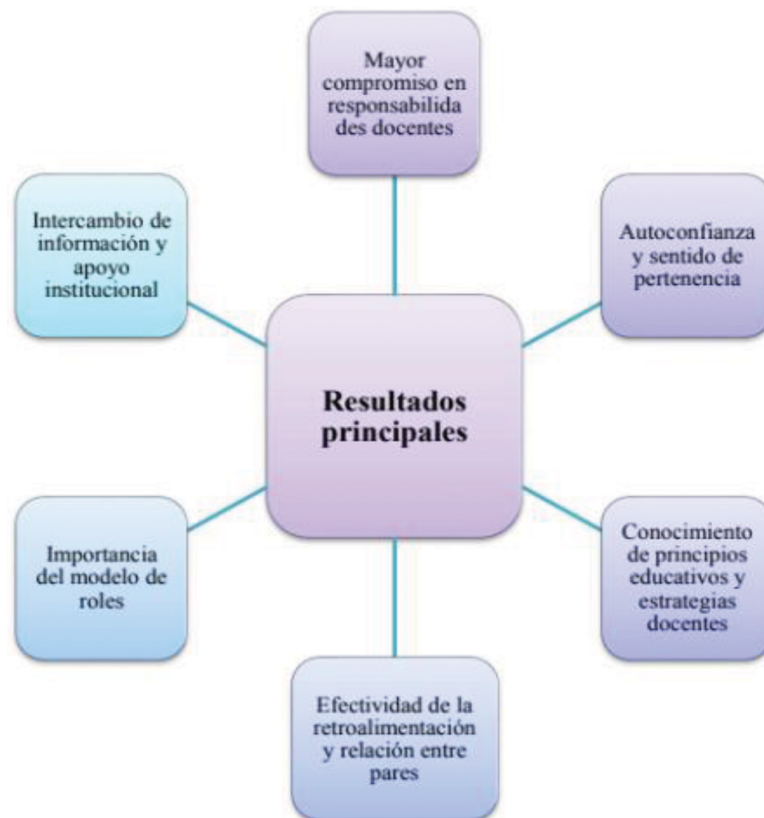 Mayor
compromiso en
responsabilida
des docentes
Intercambio de
información y
apoyo
institucional
Autoconfianza
y sentido de
pertenencia
Resultados
principales
Importancia
del modelo de
roles
Conocimiento
de principios
educativos y
estrategias
docentes
Efectividad de la
retroalimentación
y relación entre
pares